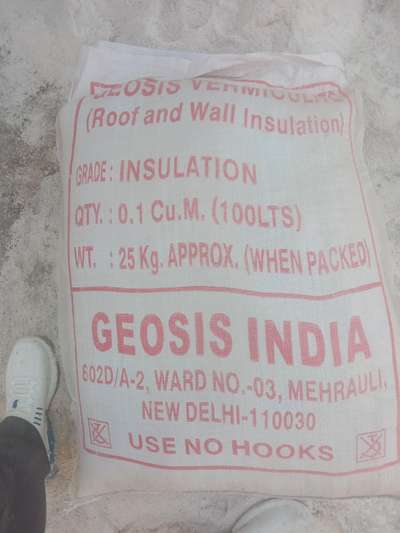 GEOSIS VERMICULITE
(Roof and Wall Insulation)
GRADE : INSULATION
QTY. : 0.1 Cu.M. (100LTS)
WT. : 25 Kg. APPROX. (WHEN PACKED)
GEOSIS INDIA
602D/A-2, WARD NO.-03, MEHRAULI,
NEW DELHI-110030
USE NO HOOKS